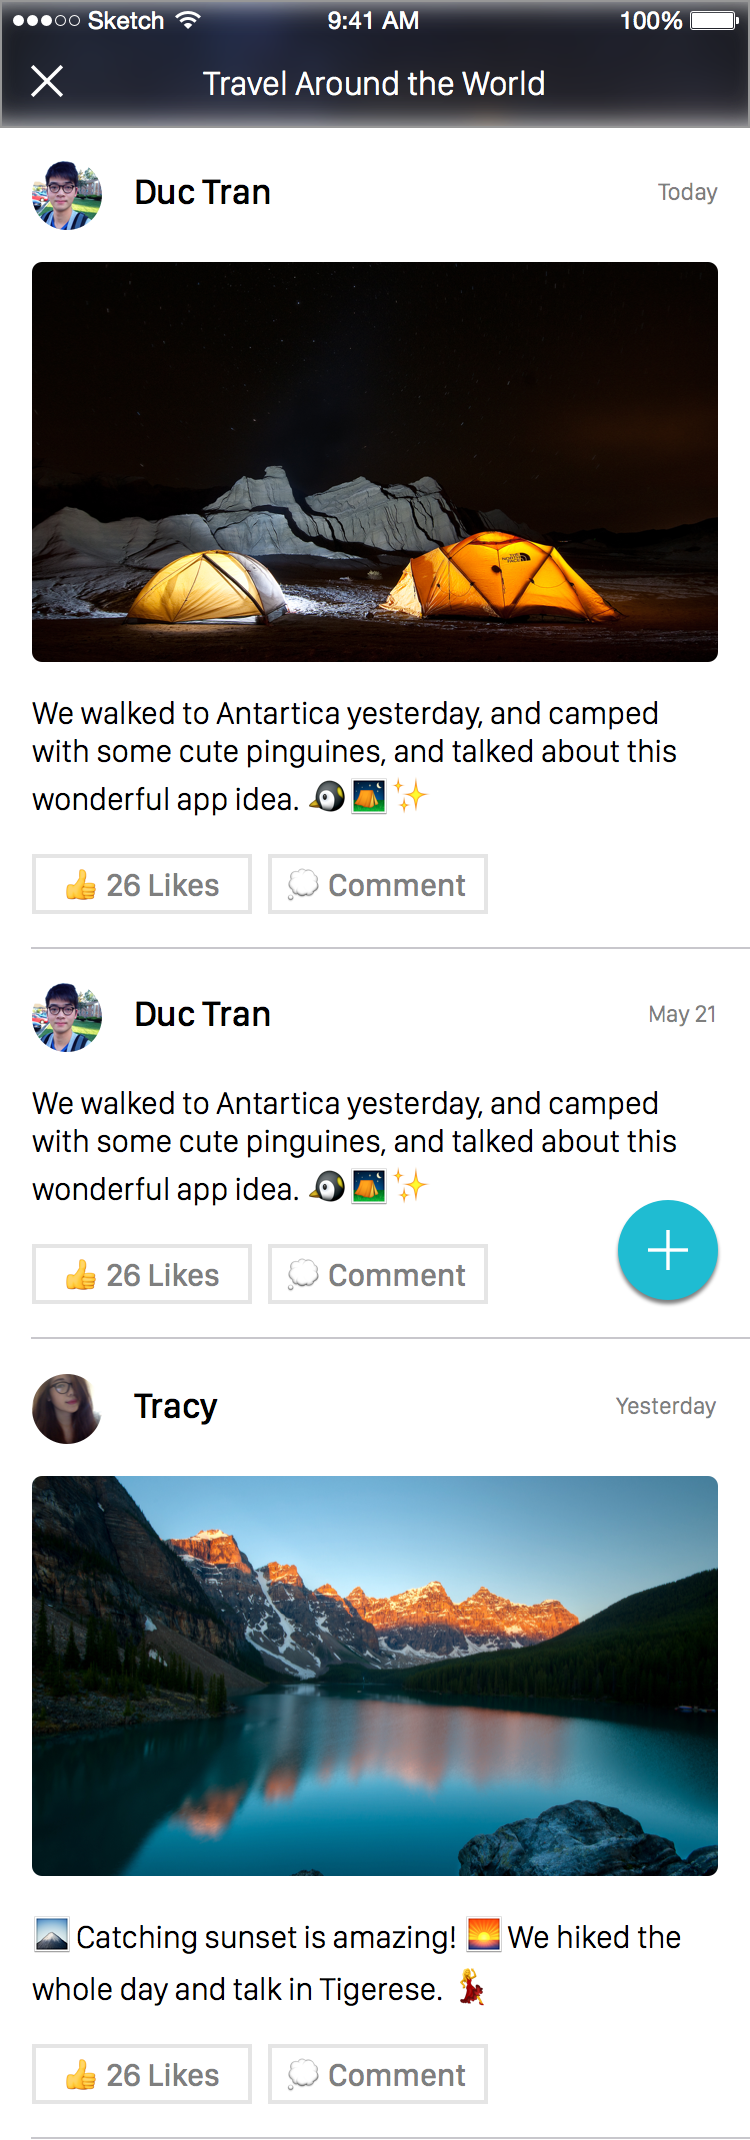 Sketch 9:41 AM 100%
Travel Around the World
Duc Tran Today
THE NORTH FACE
We walked to Antartica yesterday, and camped
with some cute pinguines, and talked about this
wonderful app idea. 🐧🏕✨
👍 26 Likes 💭 Comment
Duc Tran May 21
We walked to Antartica yesterday, and camped
with some cute pinguines, and talked about this
wonderful app idea. 🐧🏕✨
👍 26 Likes 💭 Comment
Tracy Yesterday
🗻 Catching sunset is amazing! 🌅 We hiked the
whole day and talk in Tigerese. 💃
👍 26 Likes 💭 Comment